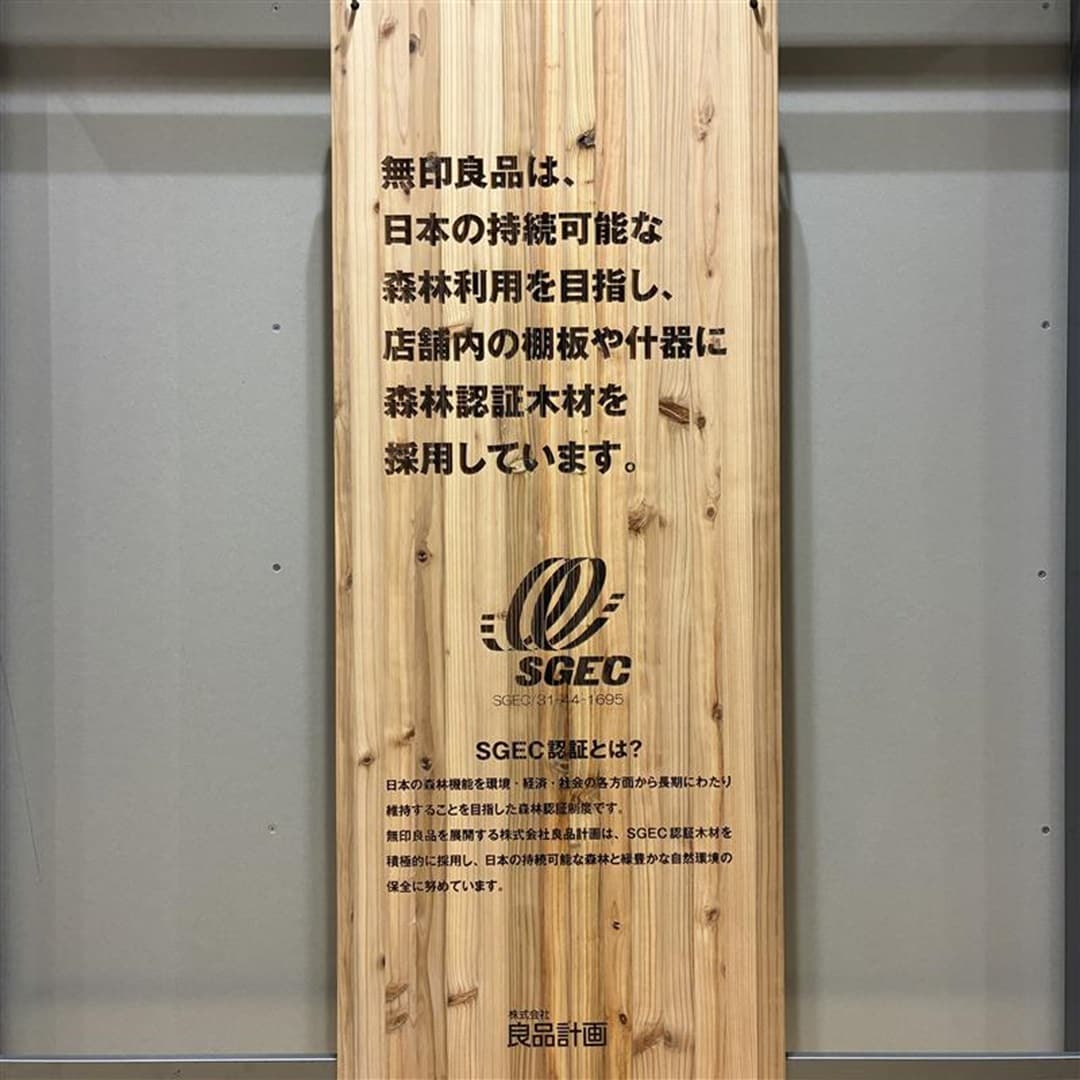 無印良品は、
日本の持続可能な
森林利用を目指し、
店舗内の棚板や什器に
森林認証木材を
採用しています。
SGEC
SGEC/31-44-1695
SGEC認証とは?
日本の森林機能を環境・経済・社会の各方面から長期にわたり
維持することを目指した森林認証制度です。
無印良品を展開する株式会社良品計画は、SGEC認証木材を
積極的に採用し、日本の持続可能な森林と緑豊かな自然環境の
保全に努めています。
株式会社
良品計画